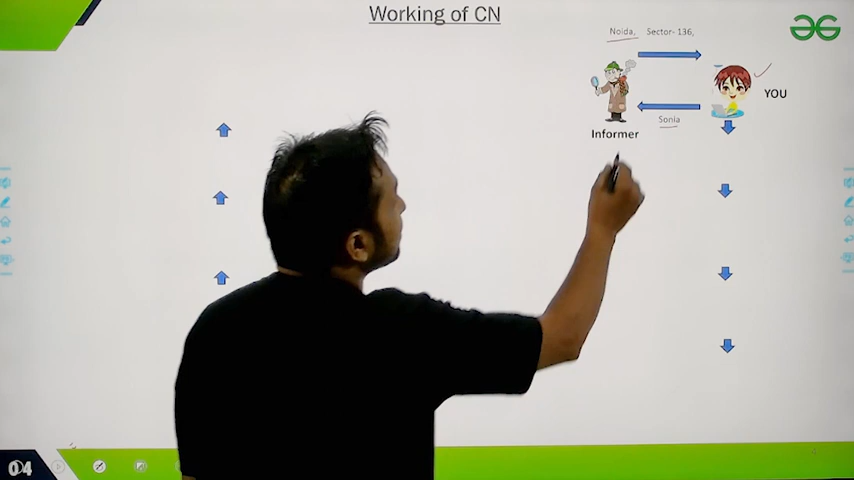 Working of CN
Noida, Sector- 136,
YOU
Sonia
Informer
04